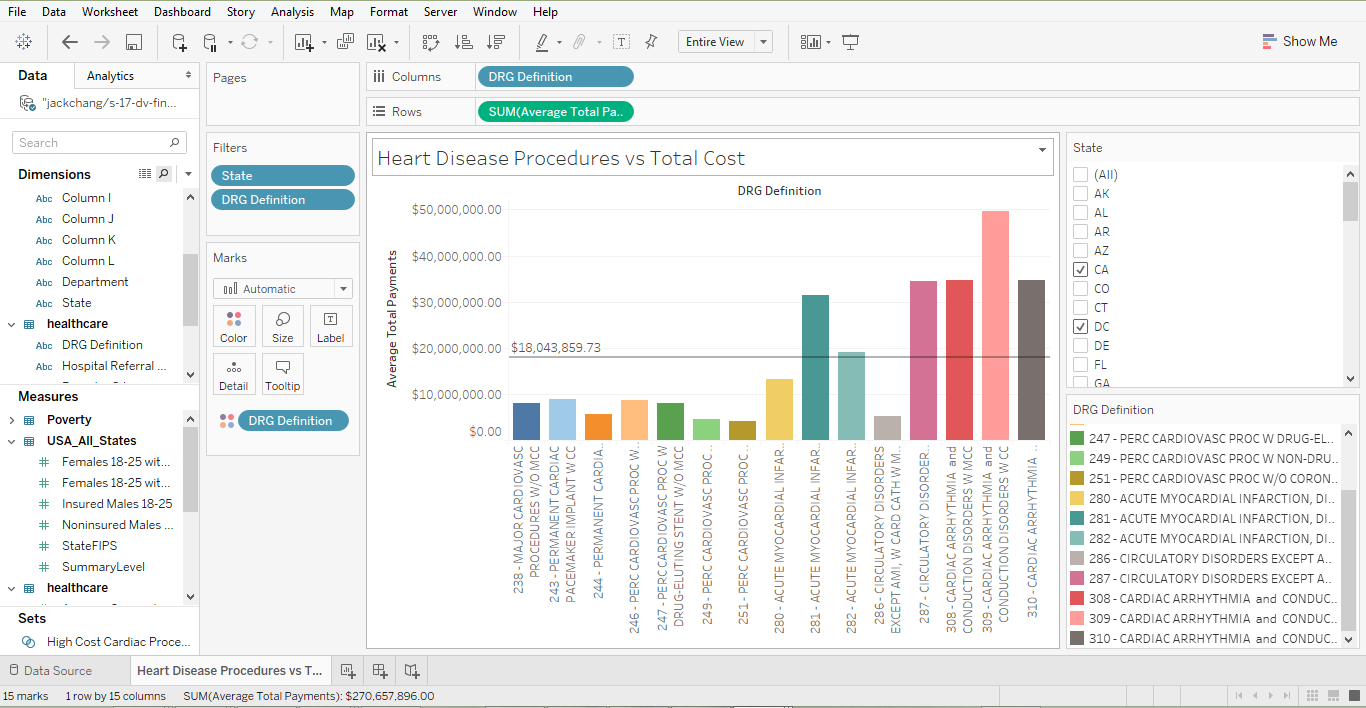 File Data Worksheet Dashboard Story Analysis Map Format Server Window Help
Entire View
Show Me
Data
Analytics
"jackchang/s-17-dv-fin...
Search
Dimensions
Abc Column I
Abc Column J
Abc Column K
Abc Column L
Abc Department
Abc State
healthcare
Abc DRG Definition
Abc Hospital Referral ...
Measures
Poverty
USA_All_States
# Females 18-25 wit...
# Females 18-25 wit...
# Insured Males 18-25
# Noninsured Males ...
# StateFIPS
# SummaryLevel
healthcare
Sets
High Cost Cardiac Proce...
Pages
Filters
State
DRG Definition
Marks
Automatic
Color
Size
Label
Detail
Tooltip
DRG Definition
Columns
DRG Definition
Rows
SUM(Average Total Pa..
Heart Disease Procedures vs Total Cost
DRG Definition
Average Total Payments
$50,000,000.00
$40,000,000.00
$30,000,000.00
$20,000,000.00
$10,000,000.00
$0.00
$18,043,859.73
238 - MAJOR CARDIOVASC
PROCEDURES W/O MCC
243 - PERMANENT CARDIAC
PACEMAKER IMPLANT W CC
244 - PERMANENT CARDIA..
246 - PERC CARDIOVASC PROC W..
247 - PERC CARDIOVASC PROC W
DRUG-ELUTING STENT W/O MCC
249 - PERC CARDIOVASC PROC ..
251 - PERC CARDIOVASC PROC ..
280 - ACUTE MYOCARDIAL INFAR..
281 - ACUTE MYOCARDIAL INFAR..
282 - ACUTE MYOCARDIAL INFAR..
286 - CIRCULATORY DISORDERS
EXCEPT AMI, W CARD CATH W M..
287 - CIRCULATORY DISORDER..
308 - CARDIAC ARRHYTHMIA and
CONDUCTION DISORDERS W MCC
309 - CARDIAC ARRHYTHMIA and
CONDUCTION DISORDERS W CC
310 - CARDIAC ARRHYTHMIA ..
State
(All)
AK
AL
AR
AZ
CA
CO
CT
DC
DE
FL
GA
DRG Definition
247 - PERC CARDIOVASC PROC W DRUG-EL..
249 - PERC CARDIOVASC PROC W NON-DRU..
251 - PERC CARDIOVASC PROC W/O CORON..
280 - ACUTE MYOCARDIAL INFARCTION, DI..
281 - ACUTE MYOCARDIAL INFARCTION, DI..
282 - ACUTE MYOCARDIAL INFARCTION, DI..
286 - CIRCULATORY DISORDERS EXCEPT A..
287 - CIRCULATORY DISORDERS EXCEPT A..
308 - CARDIAC ARRHYTHMIA and CONDUC..
309 - CARDIAC ARRHYTHMIA and CONDUC..
310 - CARDIAC ARRHYTHMIA and CONDUC..
Data Source
Heart Disease Procedures vs T...
15 marks 1 row by 15 columns SUM(Average Total Payments): $270,657,896.00